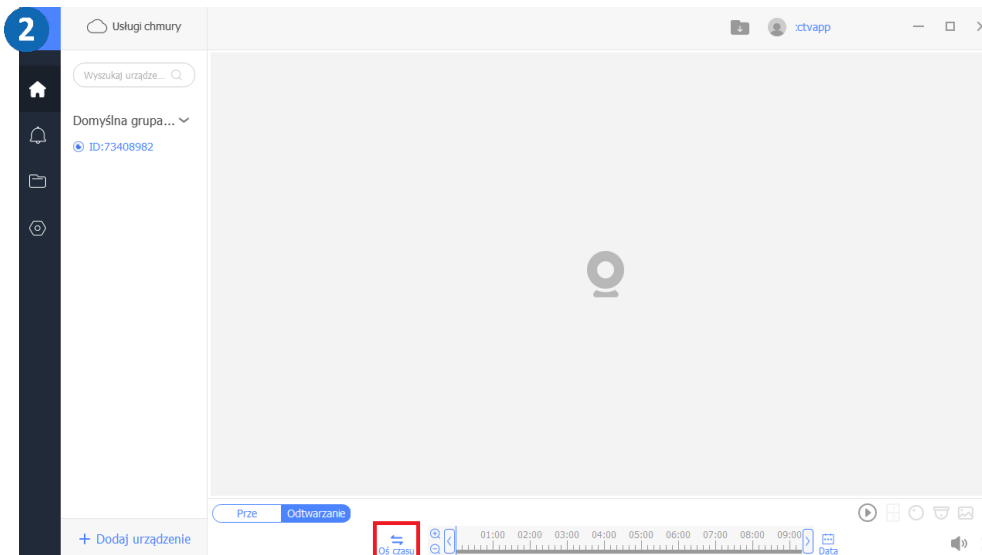 2
Usługi chmury
:ctvapp
Wyszukaj urządze...
Domyślna grupa...
ID:73408982
Prze
Odtwarzanie
+ Dodaj urządzenie
Oś czasu
01:00 02:00 03:00 04:00 05:00 06:00 07:00 08:00 09:00
Data